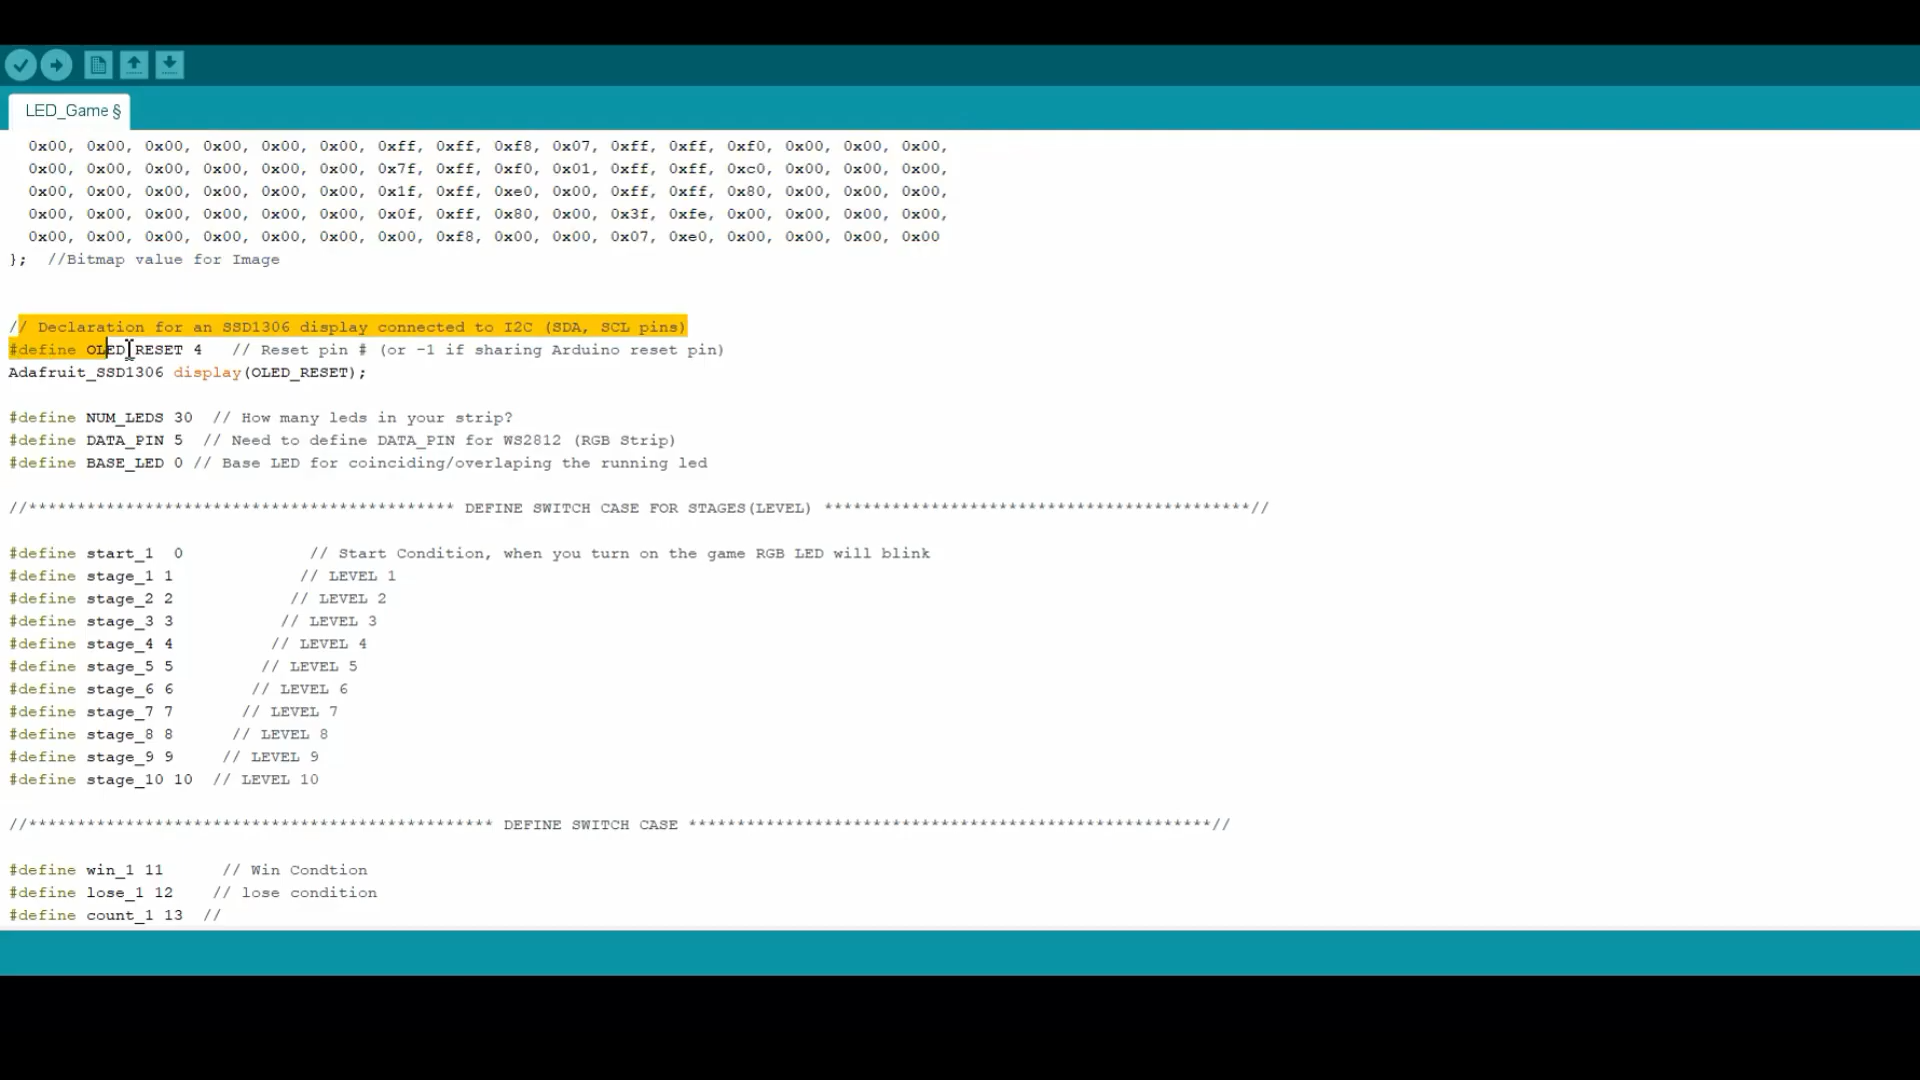 LED_Game §
0x00, 0x00, 0x00, 0x00, 0x00, 0x00, 0xff, 0xff, 0xf8, 0x07, 0xff, 0xff, 0xf0, 0x00, 0x00, 0x00,
0x00, 0x00, 0x00, 0x00, 0x00, 0x00, 0x7f, 0xff, 0xf0, 0x01, 0xff, 0xff, 0xc0, 0x00, 0x00, 0x00,
0x00, 0x00, 0x00, 0x00, 0x00, 0x00, 0x1f, 0xff, 0xe0, 0x00, 0xff, 0xff, 0x80, 0x00, 0x00, 0x00,
0x00, 0x00, 0x00, 0x00, 0x00, 0x00, 0x0f, 0xff, 0x80, 0x00, 0x3f, 0xfe, 0x00, 0x00, 0x00, 0x00,
0x00, 0x00, 0x00, 0x00, 0x00, 0x00, 0x00, 0xf8, 0x00, 0x00, 0x07, 0xe0, 0x00, 0x00, 0x00, 0x00
};  //Bitmap value for Image
// Declaration for an SSD1306 display connected to I2C (SDA, SCL pins)
#define OLED_RESET 4   // Reset pin # (or -1 if sharing Arduino reset pin)
Adafruit_SSD1306 display(OLED_RESET);
#define NUM_LEDS 30  // How many leds in your strip?
#define DATA_PIN 5  // Need to define DATA_PIN for WS2812 (RGB Strip)
#define BASE_LED 0 // Base LED for coinciding/overlaping the running led
//******************************************** DEFINE SWITCH CASE FOR STAGES(LEVEL) ********************************************//
#define start_1  0             // Start Condition, when you turn on the game RGB LED will blink
#define stage_1 1             // LEVEL 1
#define stage_2 2            // LEVEL 2
#define stage_3 3           // LEVEL 3
#define stage_4 4          // LEVEL 4
#define stage_5 5         // LEVEL 5
#define stage_6 6        // LEVEL 6
#define stage_7 7       // LEVEL 7
#define stage_8 8      // LEVEL 8
#define stage_9 9     // LEVEL 9
#define stage_10 10  // LEVEL 10
//************************************************ DEFINE SWITCH CASE ******************************************************//
#define win_1 11      // Win Condtion
#define lose_1 12    // lose condition
#define count_1 13  //